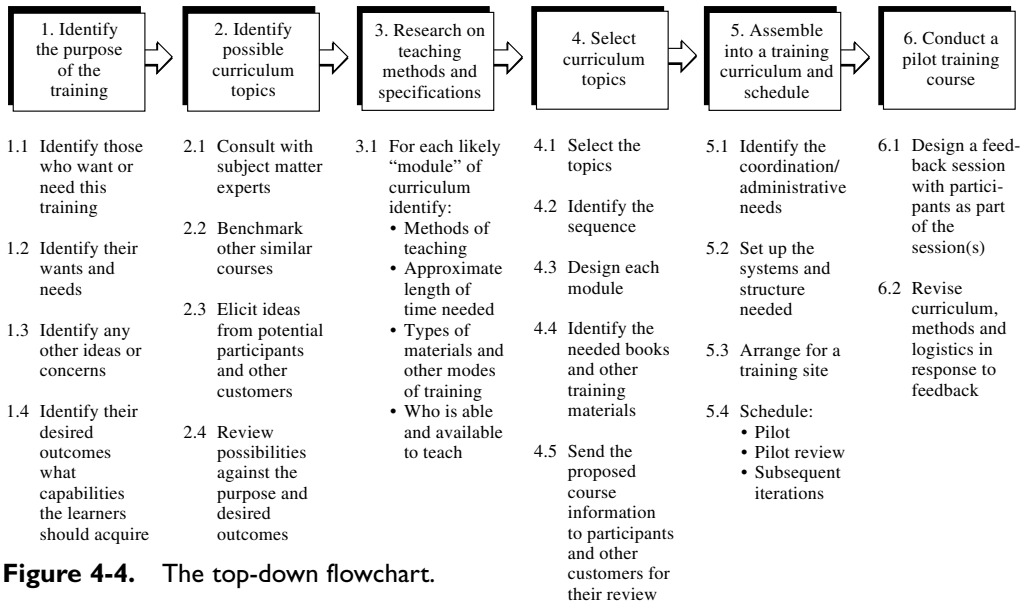 1. Identify
the purpose
of the
training
2. Identify
possible
curriculum
topics
3. Research on
teaching
methods and
specifications
4. Select
curriculum
topics
5. Assemble
into a training
curriculum and
schedule
6. Conduct a
pilot training
course
1.1 Identify those
who want or
need this
training
1.2 Identify their
wants and
needs
1.3 Identify any
other ideas or
concerns
1.4 Identify their
desired
outcomes
what
capabilities
the learners
should acquire
2.1 Consult with
subject matter
experts
2.2 Benchmark
other similar
courses
2.3 Elicit ideas
from potential
participants
and other
customers
2.4 Review
possibilities
against the
purpose and
desired
outcomes
3.1 For each likely
“module” of
curriculum
identify:
• Methods of
teaching
• Approximate
length of
time needed
• Types of
materials and
other modes
of training
• Who is able
and available
to teach
4.1 Select the
topics
4.2 Identify the
sequence
4.3 Design each
module
4.4 Identify the
needed books
and other
training
materials
4.5 Send the
proposed
course
information
to participants
and other
customers for
their review
5.1 Identify the
coordination/
administrative
needs
5.2 Set up the
systems and
structure
needed
5.3 Arrange for a
training site
5.4 Schedule:
• Pilot
• Pilot review
• Subsequent
iterations
6.1 Design a feed-
back session
with partici-
pants as part
of the
session(s)
6.2 Revise
curriculum,
methods and
logistics in
response to
feedback
Figure 4-4. The top-down flowchart.